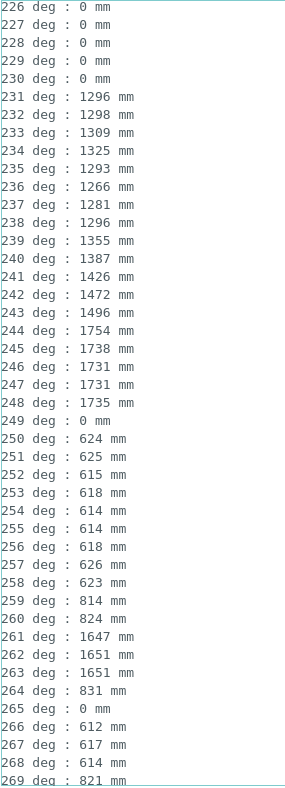 226 deg : 0 mm
227 deg : 0 mm
228 deg : 0 mm
229 deg : 0 mm
230 deg : 0 mm
231 deg : 1296 mm
232 deg : 1298 mm
233 deg : 1309 mm
234 deg : 1325 mm
235 deg : 1293 mm
236 deg : 1266 mm
237 deg : 1281 mm
238 deg : 1296 mm
239 deg : 1355 mm
240 deg : 1387 mm
241 deg : 1426 mm
242 deg : 1472 mm
243 deg : 1496 mm
244 deg : 1754 mm
245 deg : 1738 mm
246 deg : 1731 mm
247 deg : 1731 mm
248 deg : 1735 mm
249 deg : 0 mm
250 deg : 624 mm
251 deg : 625 mm
252 deg : 615 mm
253 deg : 618 mm
254 deg : 614 mm
255 deg : 614 mm
256 deg : 618 mm
257 deg : 626 mm
258 deg : 623 mm
259 deg : 814 mm
260 deg : 824 mm
261 deg : 1647 mm
262 deg : 1651 mm
263 deg : 1651 mm
264 deg : 831 mm
265 deg : 0 mm
266 deg : 612 mm
267 deg : 617 mm
268 deg : 614 mm
269 deg : 821 mm